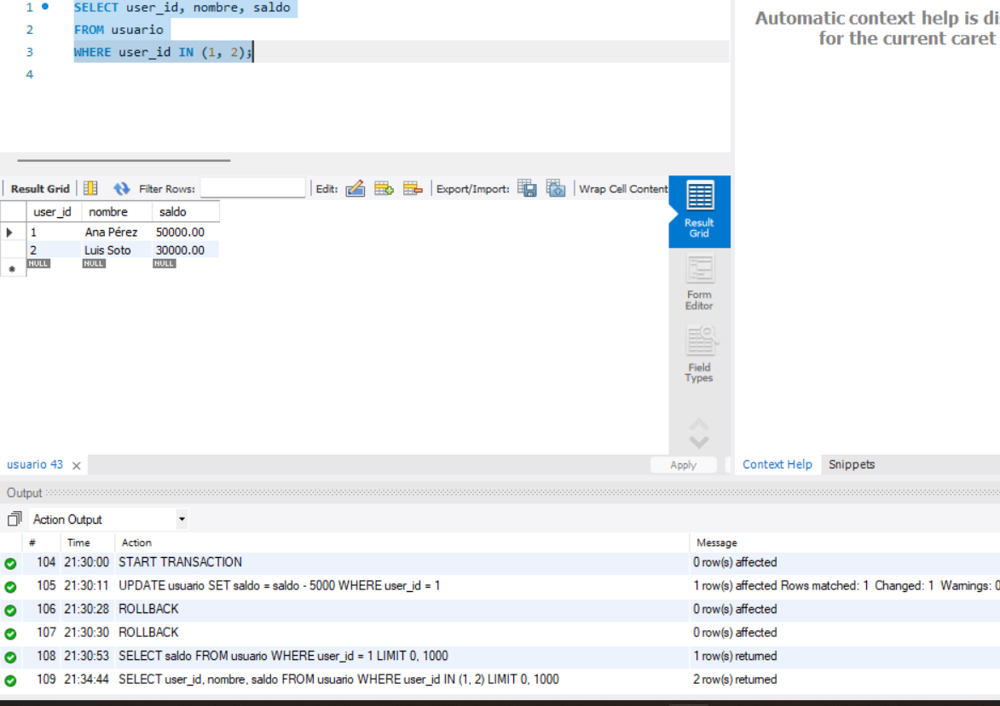 1 SELECT user_id, nombre, saldo
2 FROM usuario
3 WHERE user_id IN (1, 2);
4
Automatic context help is
for the current caret
Result Grid Filter Rows: Edit: Export/Import: Wrap Cell Content
user_id nombre saldo
1 Ana Pérez 50000.00
2 Luis Soto 30000.00
NULL NULL NULL
Result
Grid
Form
Editor
Field
Types
usuario 43 Apply
Context Help Snippets
Output
Action Output
# Time Action Message
104 21:30:00 START TRANSACTION 0 row(s) affected
105 21:30:11 UPDATE usuario SET saldo = saldo - 5000 WHERE user_id = 1 1 row(s) affected Rows matched: 1 Changed: 1 Warnings: 0
106 21:30:28 ROLLBACK 0 row(s) affected
107 21:30:30 ROLLBACK 0 row(s) affected
108 21:30:53 SELECT saldo FROM usuario WHERE user_id = 1 LIMIT 0, 1000 1 row(s) returned
109 21:34:44 SELECT user_id, nombre, saldo FROM usuario WHERE user_id IN (1, 2) LIMIT 0, 1000 2 row(s) returned